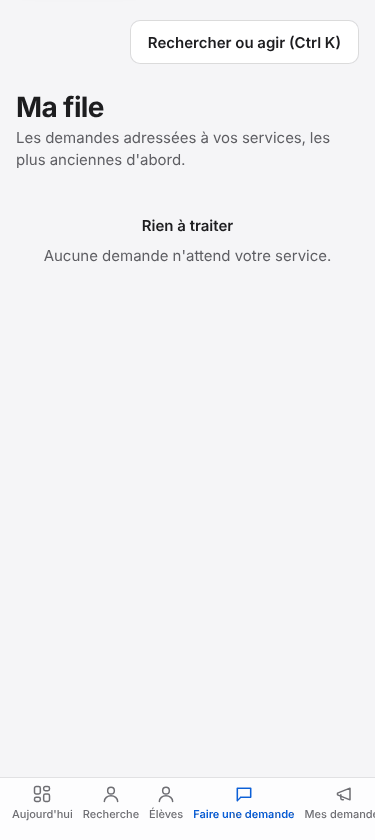 Rechercher ou agir (Ctrl K)
Ma file
Les demandes adressées à vos services, les
plus anciennes d'abord.
Rien à traiter
Aucune demande n'attend votre service.
Aujourd'hui
Recherche
Élèves
Faire une demande
Mes demande